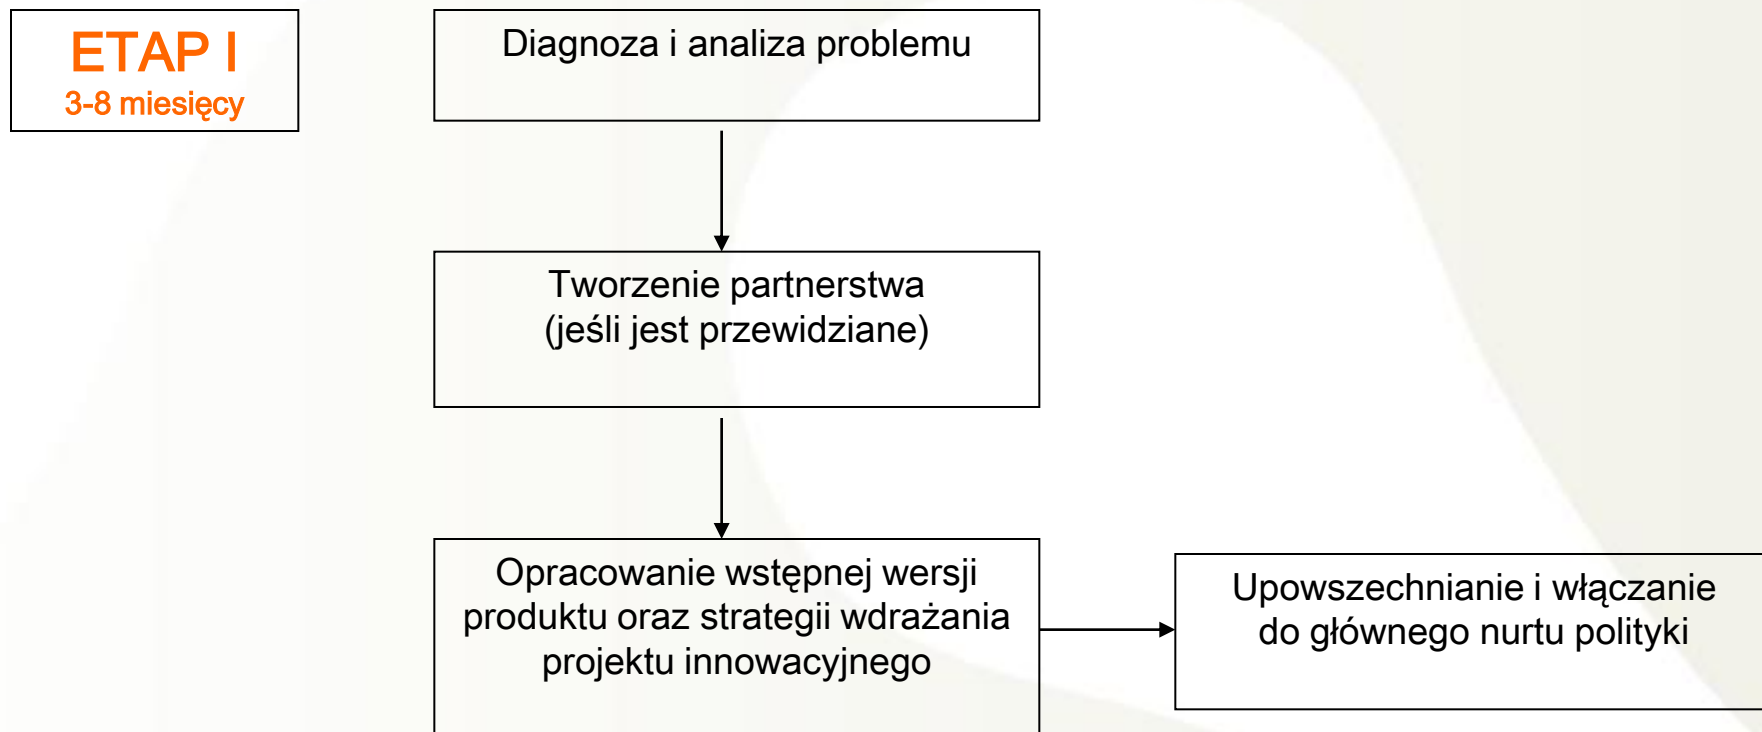 ETAP I
3-8 miesięcy
Diagnoza i analiza problemu
Tworzenie partnerstwa
(jeśli jest przewidziane)
Opracowanie wstępnej wersji
produktu oraz strategii wdrażania
projektu innowacyjnego
Upowszechnianie i włączanie
do głównego nurtu polityki